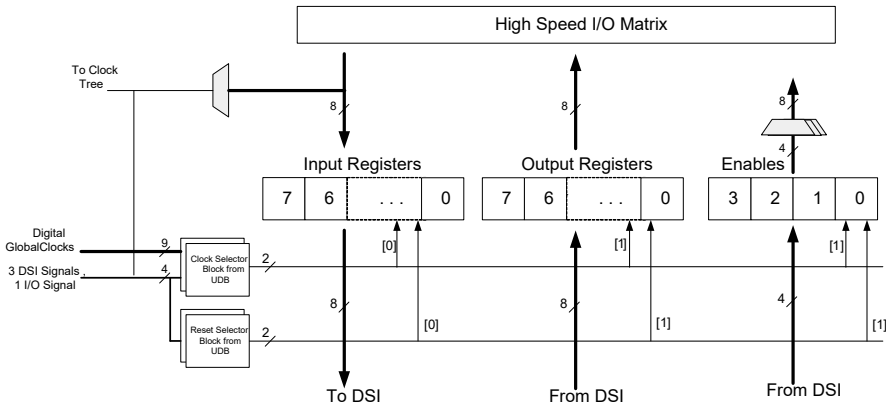 High Speed I/O Matrix
To Clock
Tree
8
8
8
4
Input Registers
Output Registers
Enables
7 6 . . . 0
7 6 . . . 0
3 2 1 0
Digital
GlobalClocks
9
[0]
[1]
[1]
3 DSI Signals ,
1 I/O Signal
4
Clock Selector
Block from
UDB
2
8
8
4
[0]
[1]
[1]
Reset Selector
Block from
UDB
2
To DSI
From DSI
From DSI